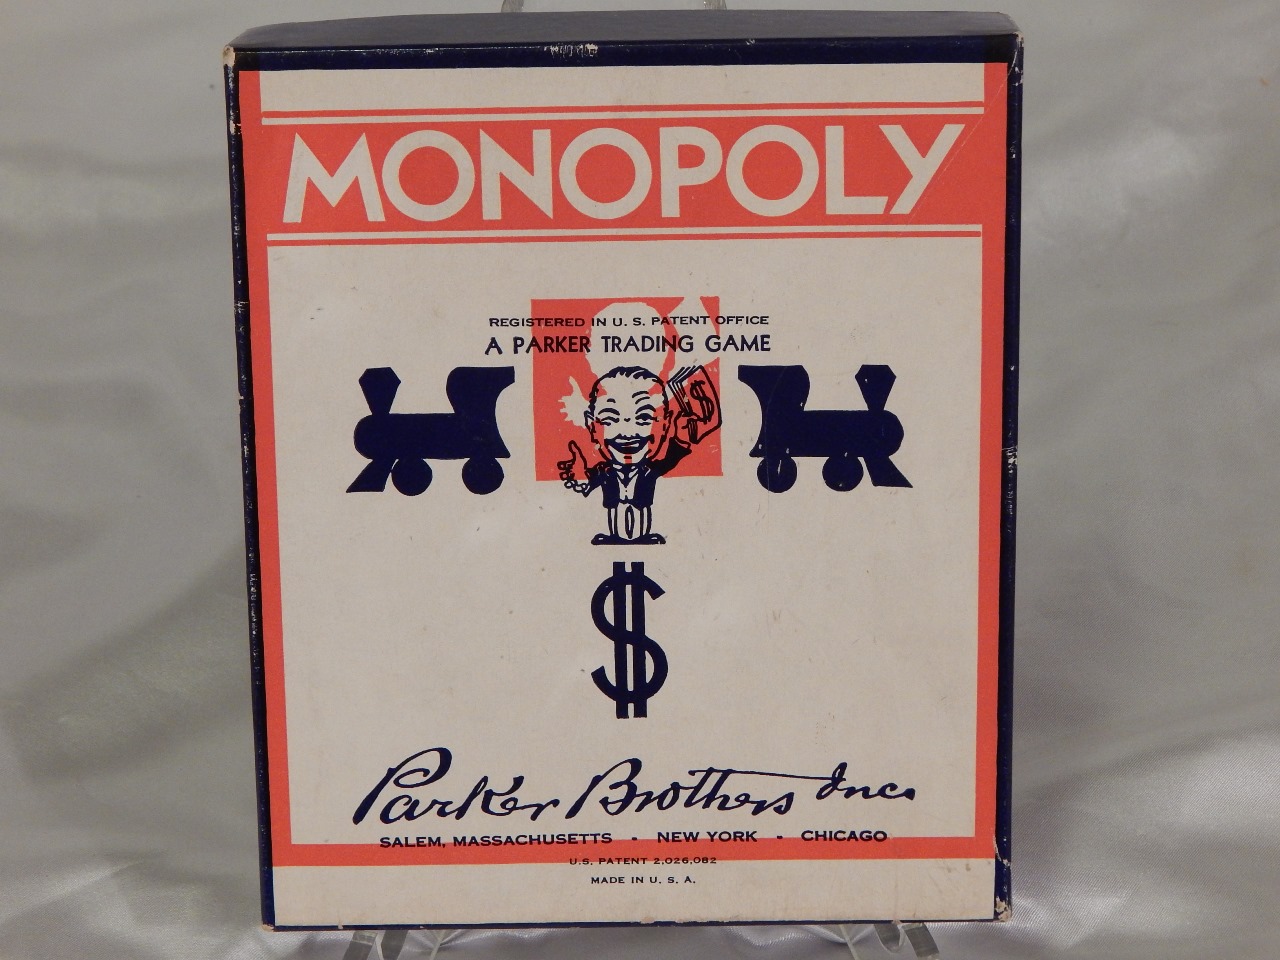 MONOPOLY
REGISTERED IN U. S. PATENT OFFICE
A PARKER TRADING GAME
$
$
Parker Brothers Inc.
SALEM, MASSACHUSETTS - NEW YORK - CHICAGO
U.S. PATENT 2,026,082
MADE IN U. S. A.